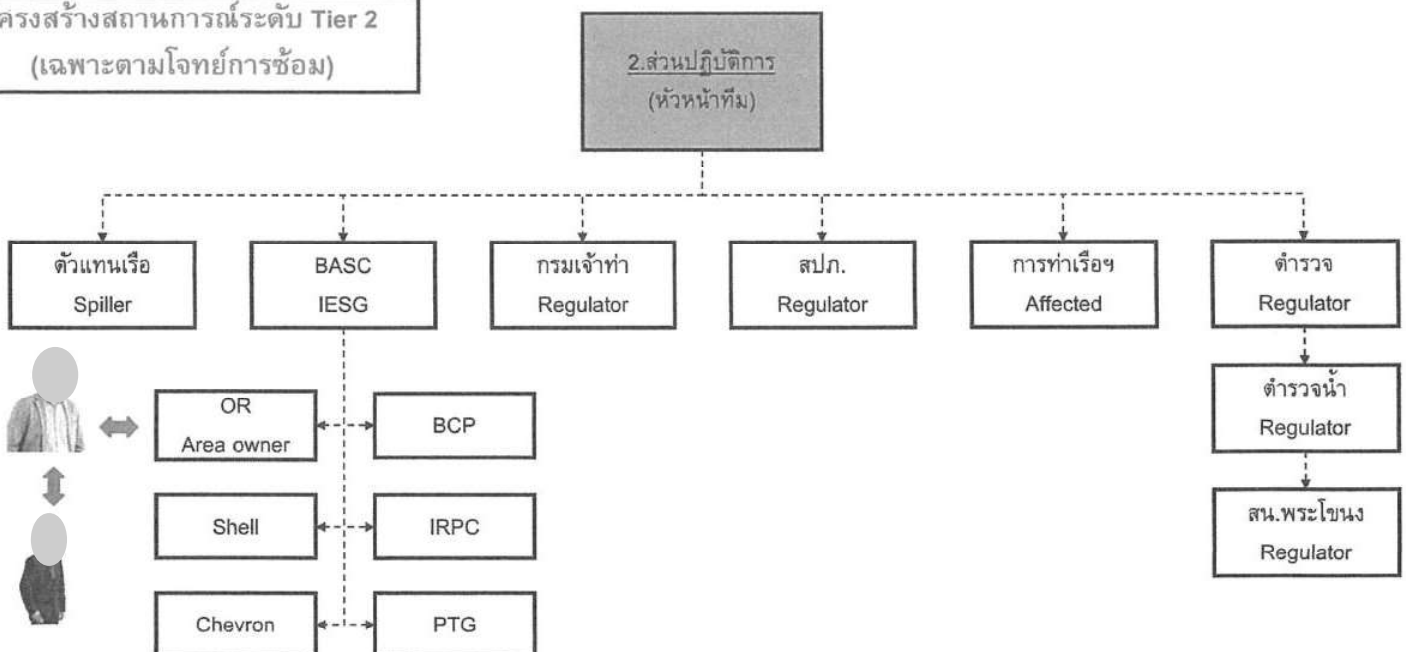 ครงสร้างสถานการณ์ระดับ Tier 2
(เฉพาะตามโจทย์การซ้อม)
2.ส่วนปฏิบัติการ
(หัวหน้าทีม)
ตัวแทนเรือ
Spiller
BASC
IESG
กรมเจ้าท่า
Regulator
สปภ.
Regulator
การท่าเรือฯ
Affected
ตำรวจ
Regulator
ตำรวจน้ำ
Regulator
สน.พระโขนง
Regulator
OR
Area owner
BCP
Shell
IRPC
Chevron
PTG